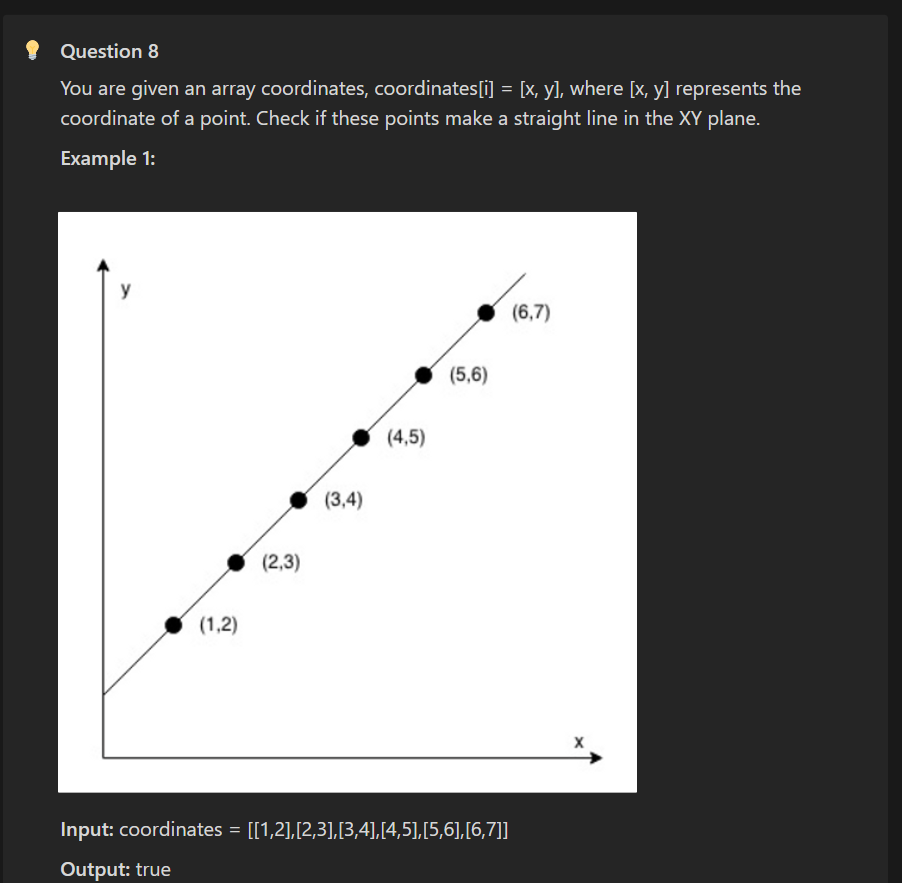 Question 8
You are given an array coordinates, coordinates[i] = [x, y], where [x, y] represents the
coordinate of a point. Check if these points make a straight line in the XY plane.
Example 1:
y
(6,7)
(5,6)
(4,5)
(3,4)
(2,3)
(1,2)
x
Input: coordinates = [[1,2],[2,3],[3,4],[4,5],[5,6],[6,7]]
Output: true